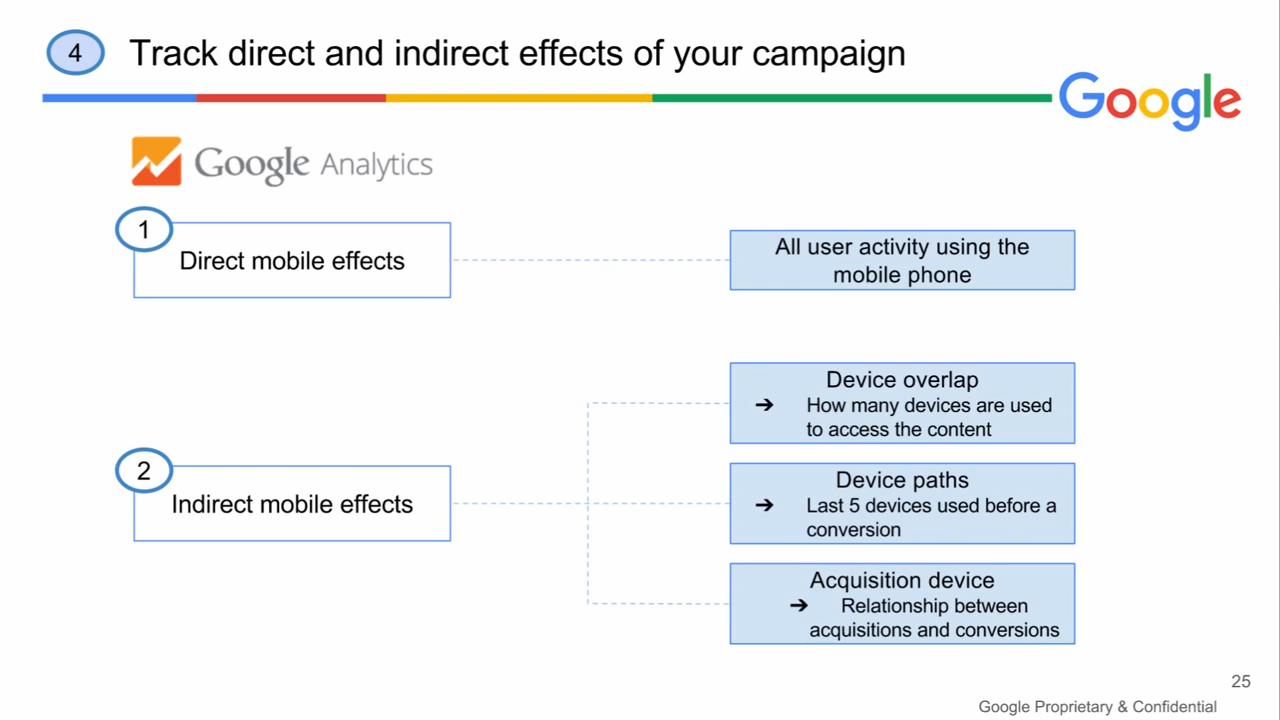 4
Track direct and indirect effects of your campaign
Google
Google Analytics
1
Direct mobile effects
All user activity using the
mobile phone
2
Indirect mobile effects
Device overlap
➔ How many devices are used
to access the content
Device paths
➔ Last 5 devices used before a
conversion
Acquisition device
➔ Relationship between
acquisitions and conversions
25
Google Proprietary & Confidential